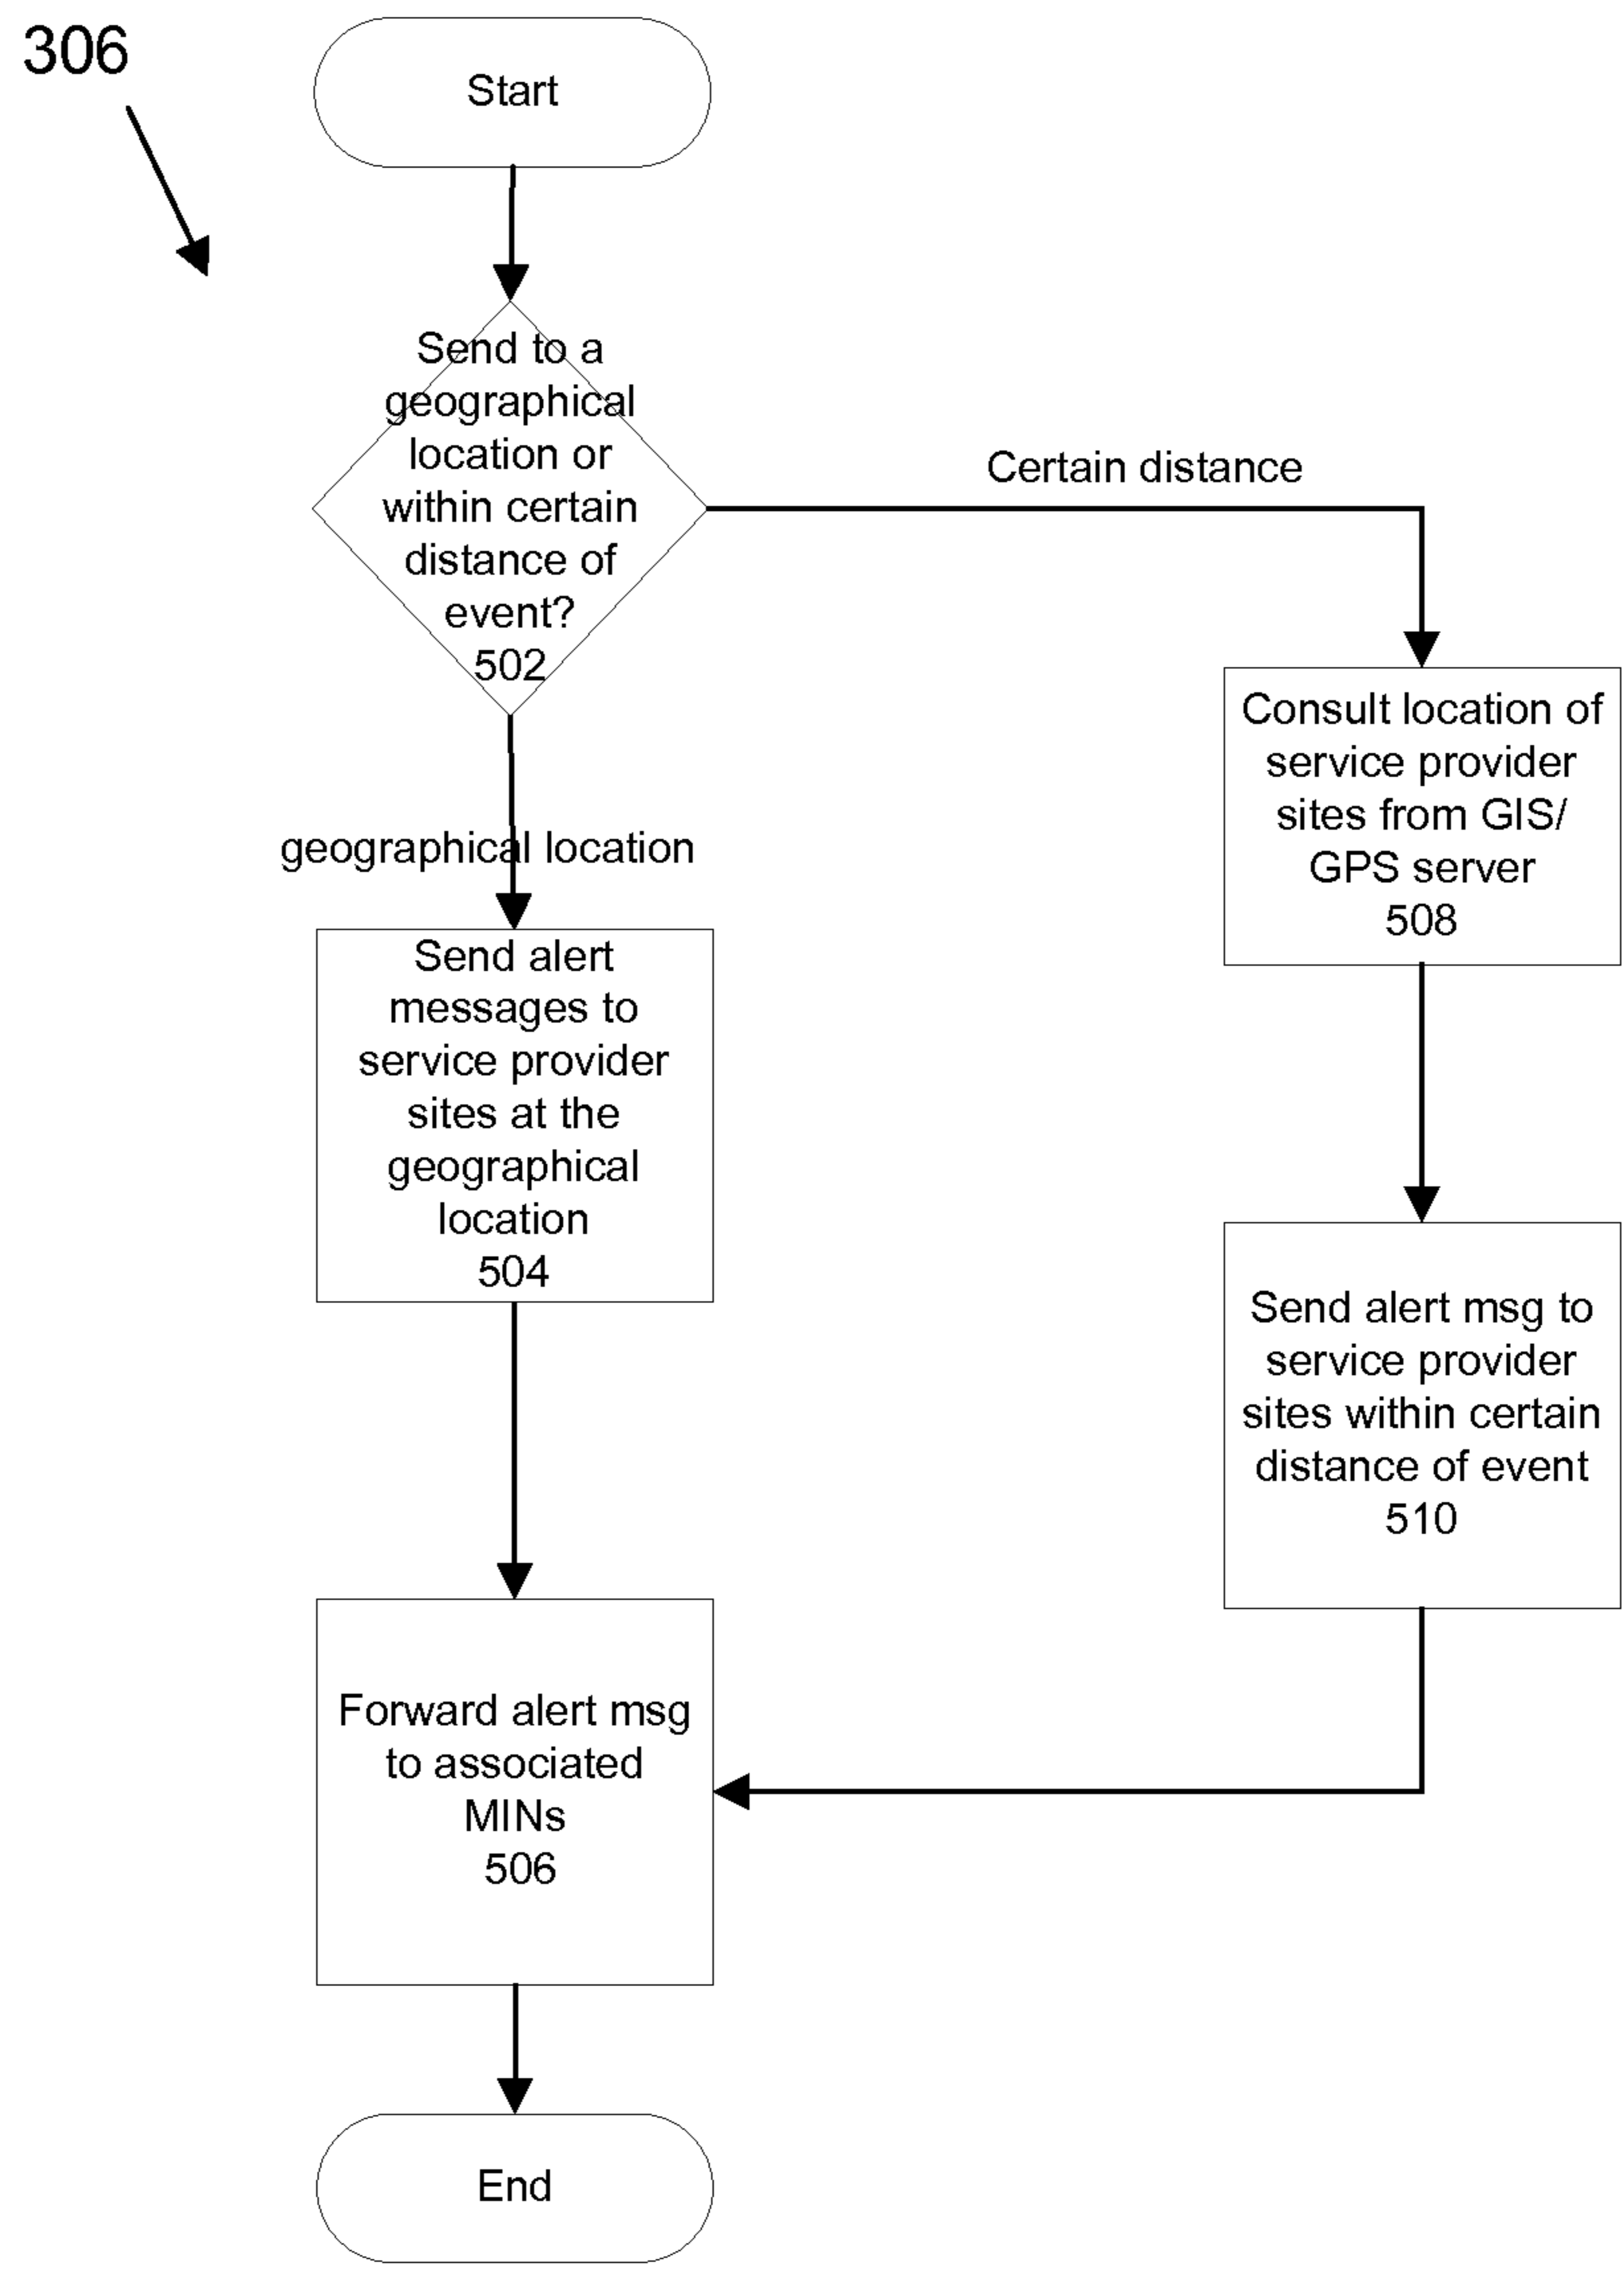 306
Start
Send to a
geographical
location or
within certain
distance of
event?
502
Certain distance
geographical location
Consult location of
service provider
sites from GIS/
GPS server
508
Send alert
messages to
service provider
sites at the
geographical
location
504
Send alert msg to
service provider
sites within certain
distance of event
510
Forward alert msg
to associated
MINs
506
End